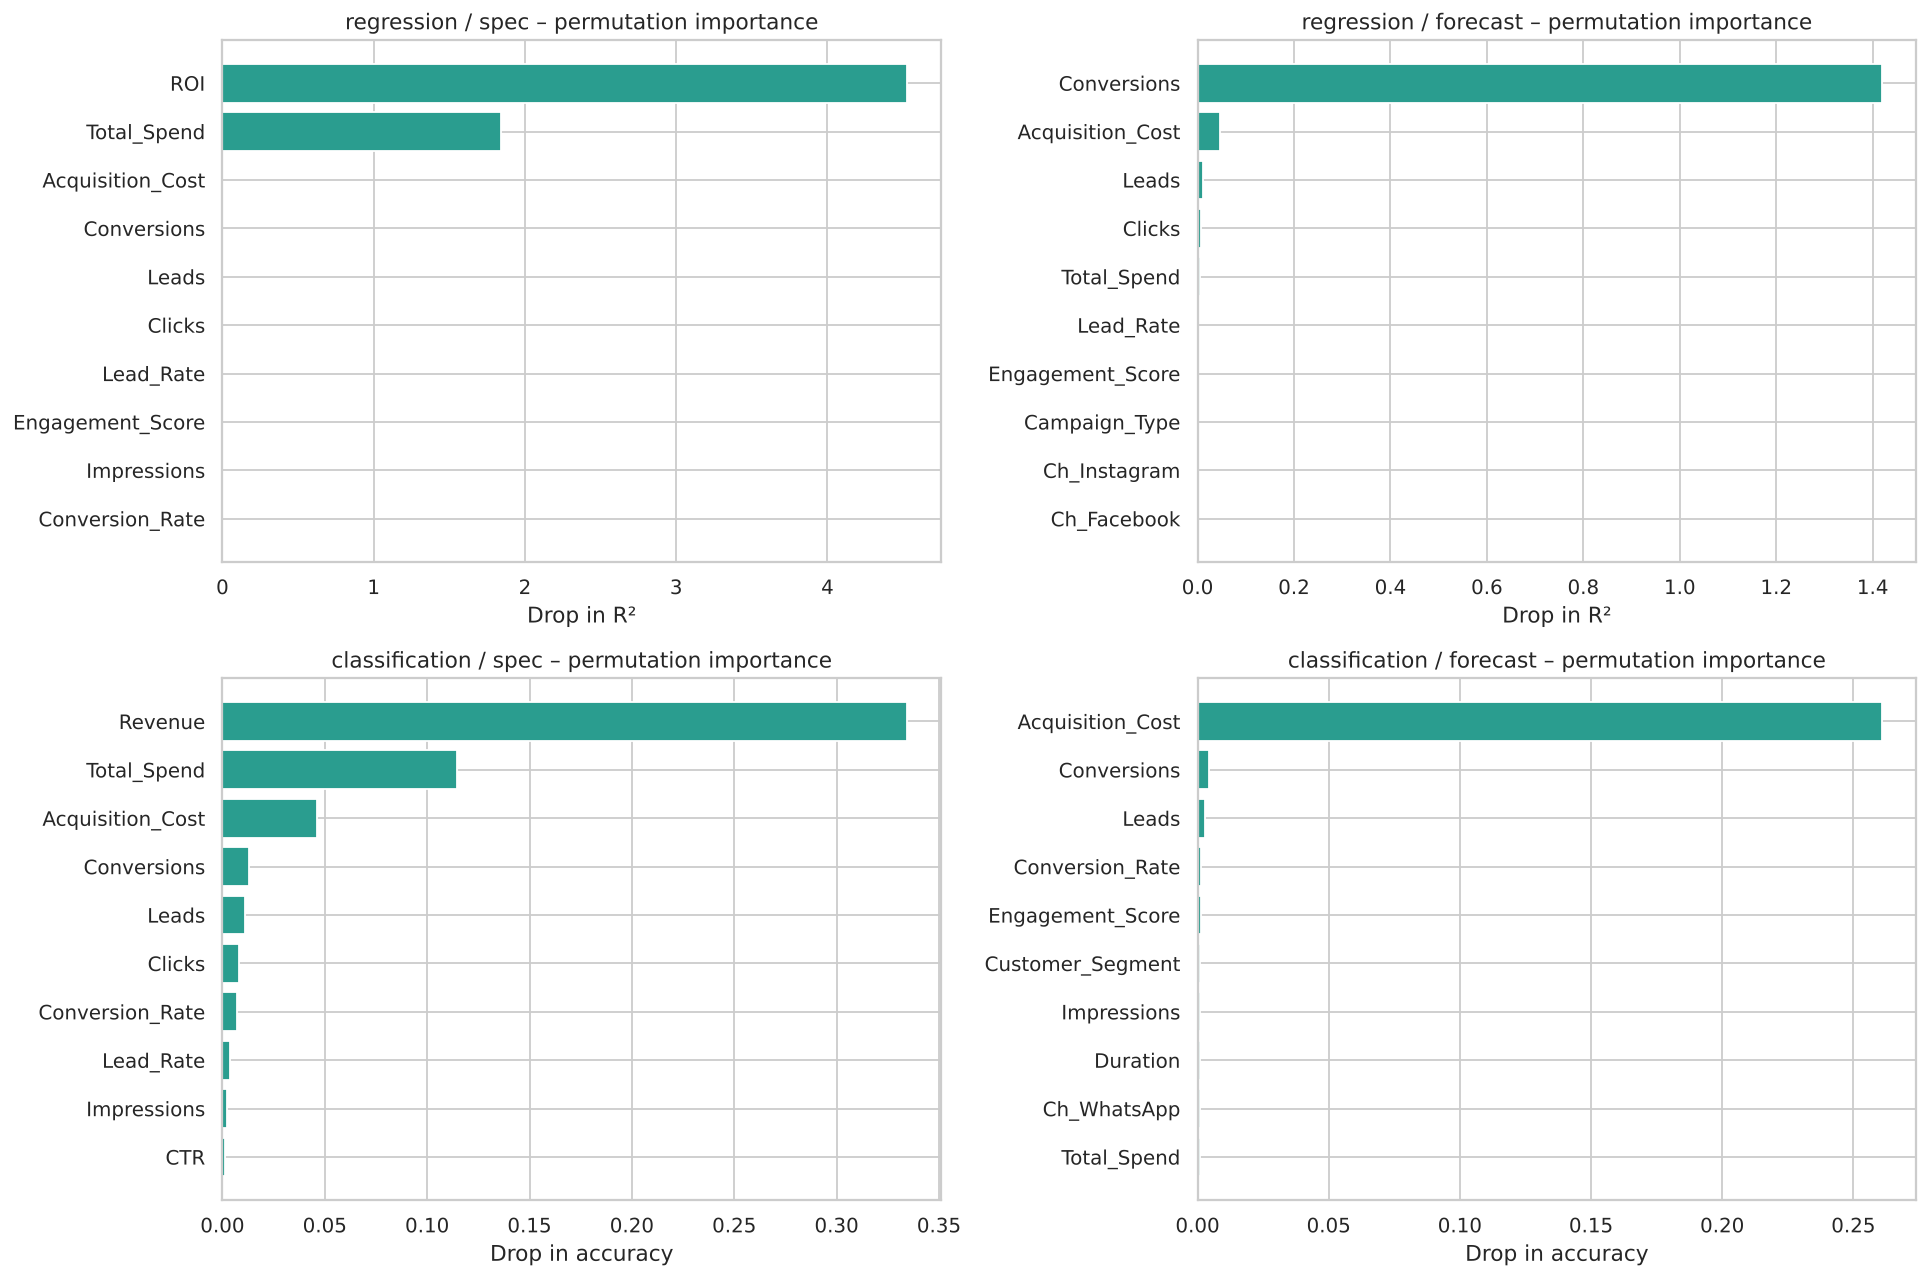 regression / spec – permutation importance
ROI
Total_Spend
Acquisition_Cost
Conversions
Leads
Clicks
Lead_Rate
Engagement_Score
Impressions
Conversion_Rate
0 1 2 3 4
Drop in R²
regression / forecast – permutation importance
Conversions
Acquisition_Cost
Leads
Clicks
Total_Spend
Lead_Rate
Engagement_Score
Campaign_Type
Ch_Instagram
Ch_Facebook
0.0 0.2 0.4 0.6 0.8 1.0 1.2 1.4
Drop in R²
classification / spec – permutation importance
Revenue
Total_Spend
Acquisition_Cost
Conversions
Leads
Clicks
Conversion_Rate
Lead_Rate
Impressions
CTR
0.00 0.05 0.10 0.15 0.20 0.25 0.30 0.35
Drop in accuracy
classification / forecast – permutation importance
Acquisition_Cost
Conversions
Leads
Conversion_Rate
Engagement_Score
Customer_Segment
Impressions
Duration
Ch_WhatsApp
Total_Spend
0.00 0.05 0.10 0.15 0.20 0.25
Drop in accuracy